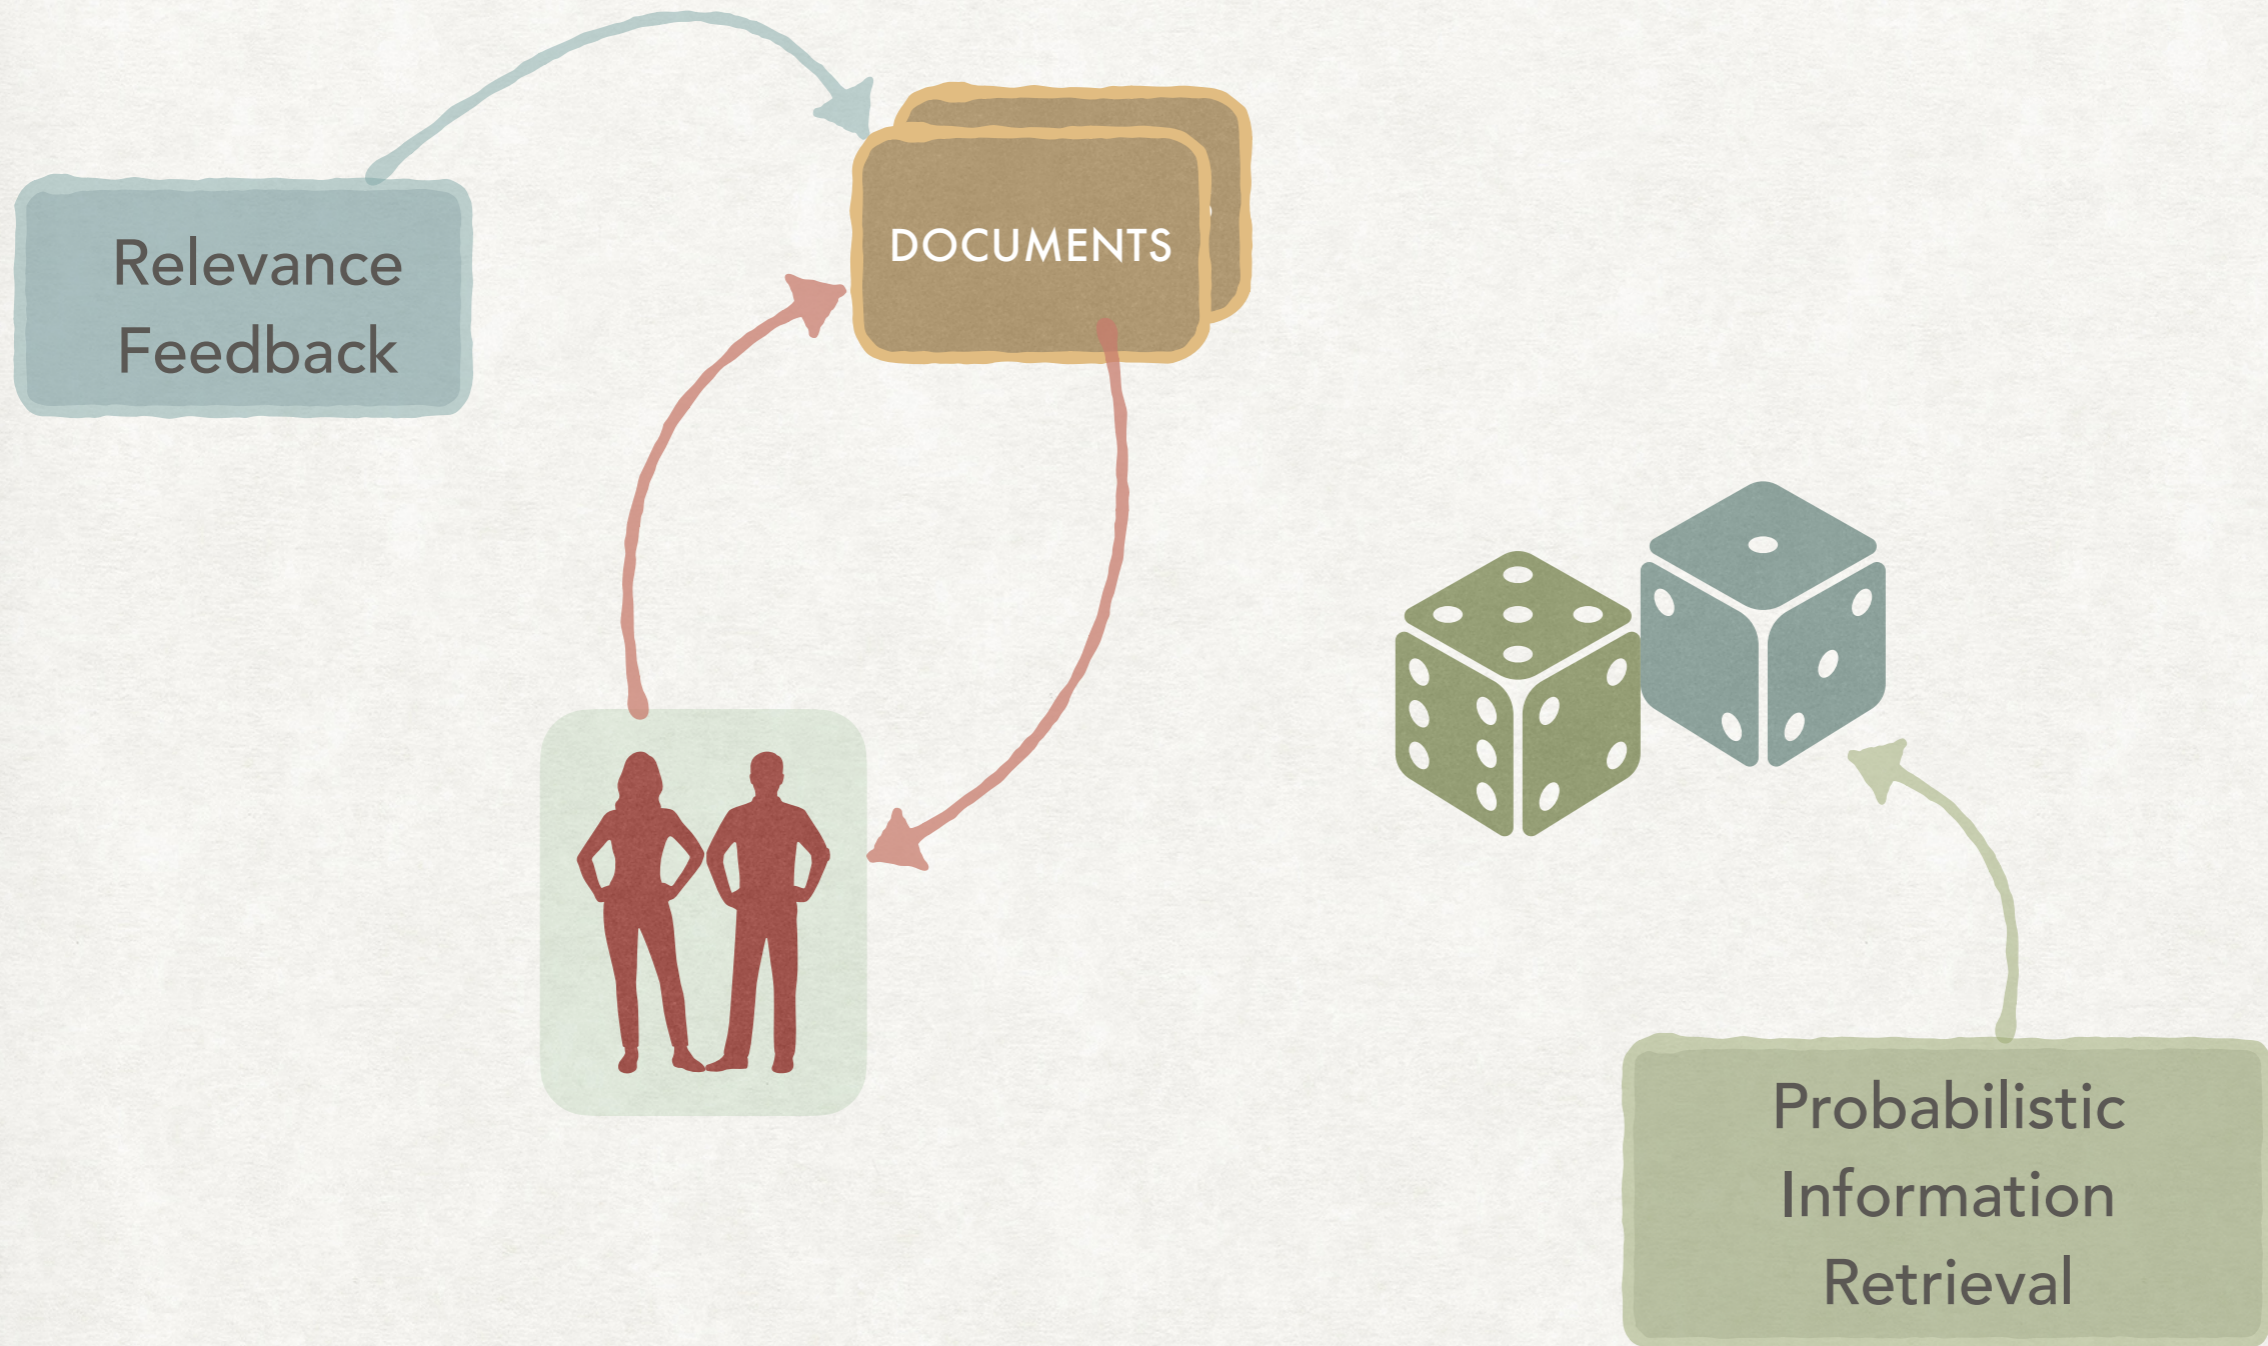 Relevance
Feedback
DOCUMENTS
Probabilistic
Information
Retrieval